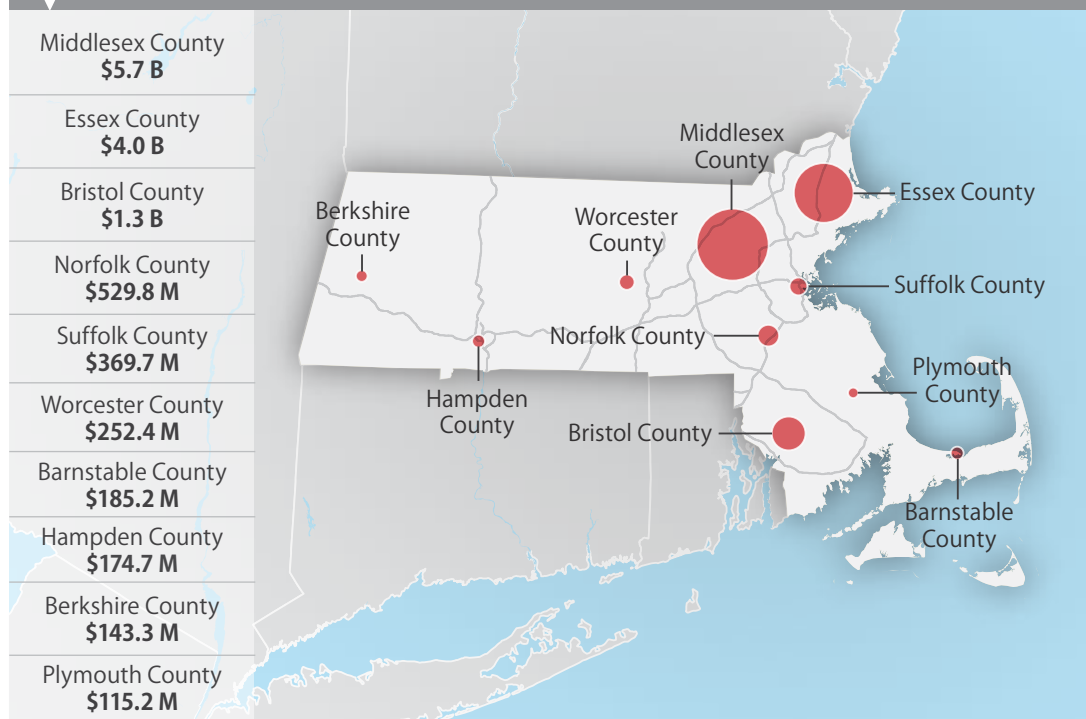 Middlesex County
$5.7 B
Essex County
$4.0 B
Bristol County
$1.3 B
Norfolk County
$529.8 M
Suffolk County
$369.7 M
Worcester County
$252.4 M
Barnstable County
$185.2 M
Hampden County
$174.7 M
Berkshire County
$143.3 M
Plymouth County
$115.2 M
Middlesex
County
Essex County
Berkshire
County
Worcester
County
Suffolk County
Norfolk County
Plymouth
County
Hampden
County
Bristol County
Barnstable
County